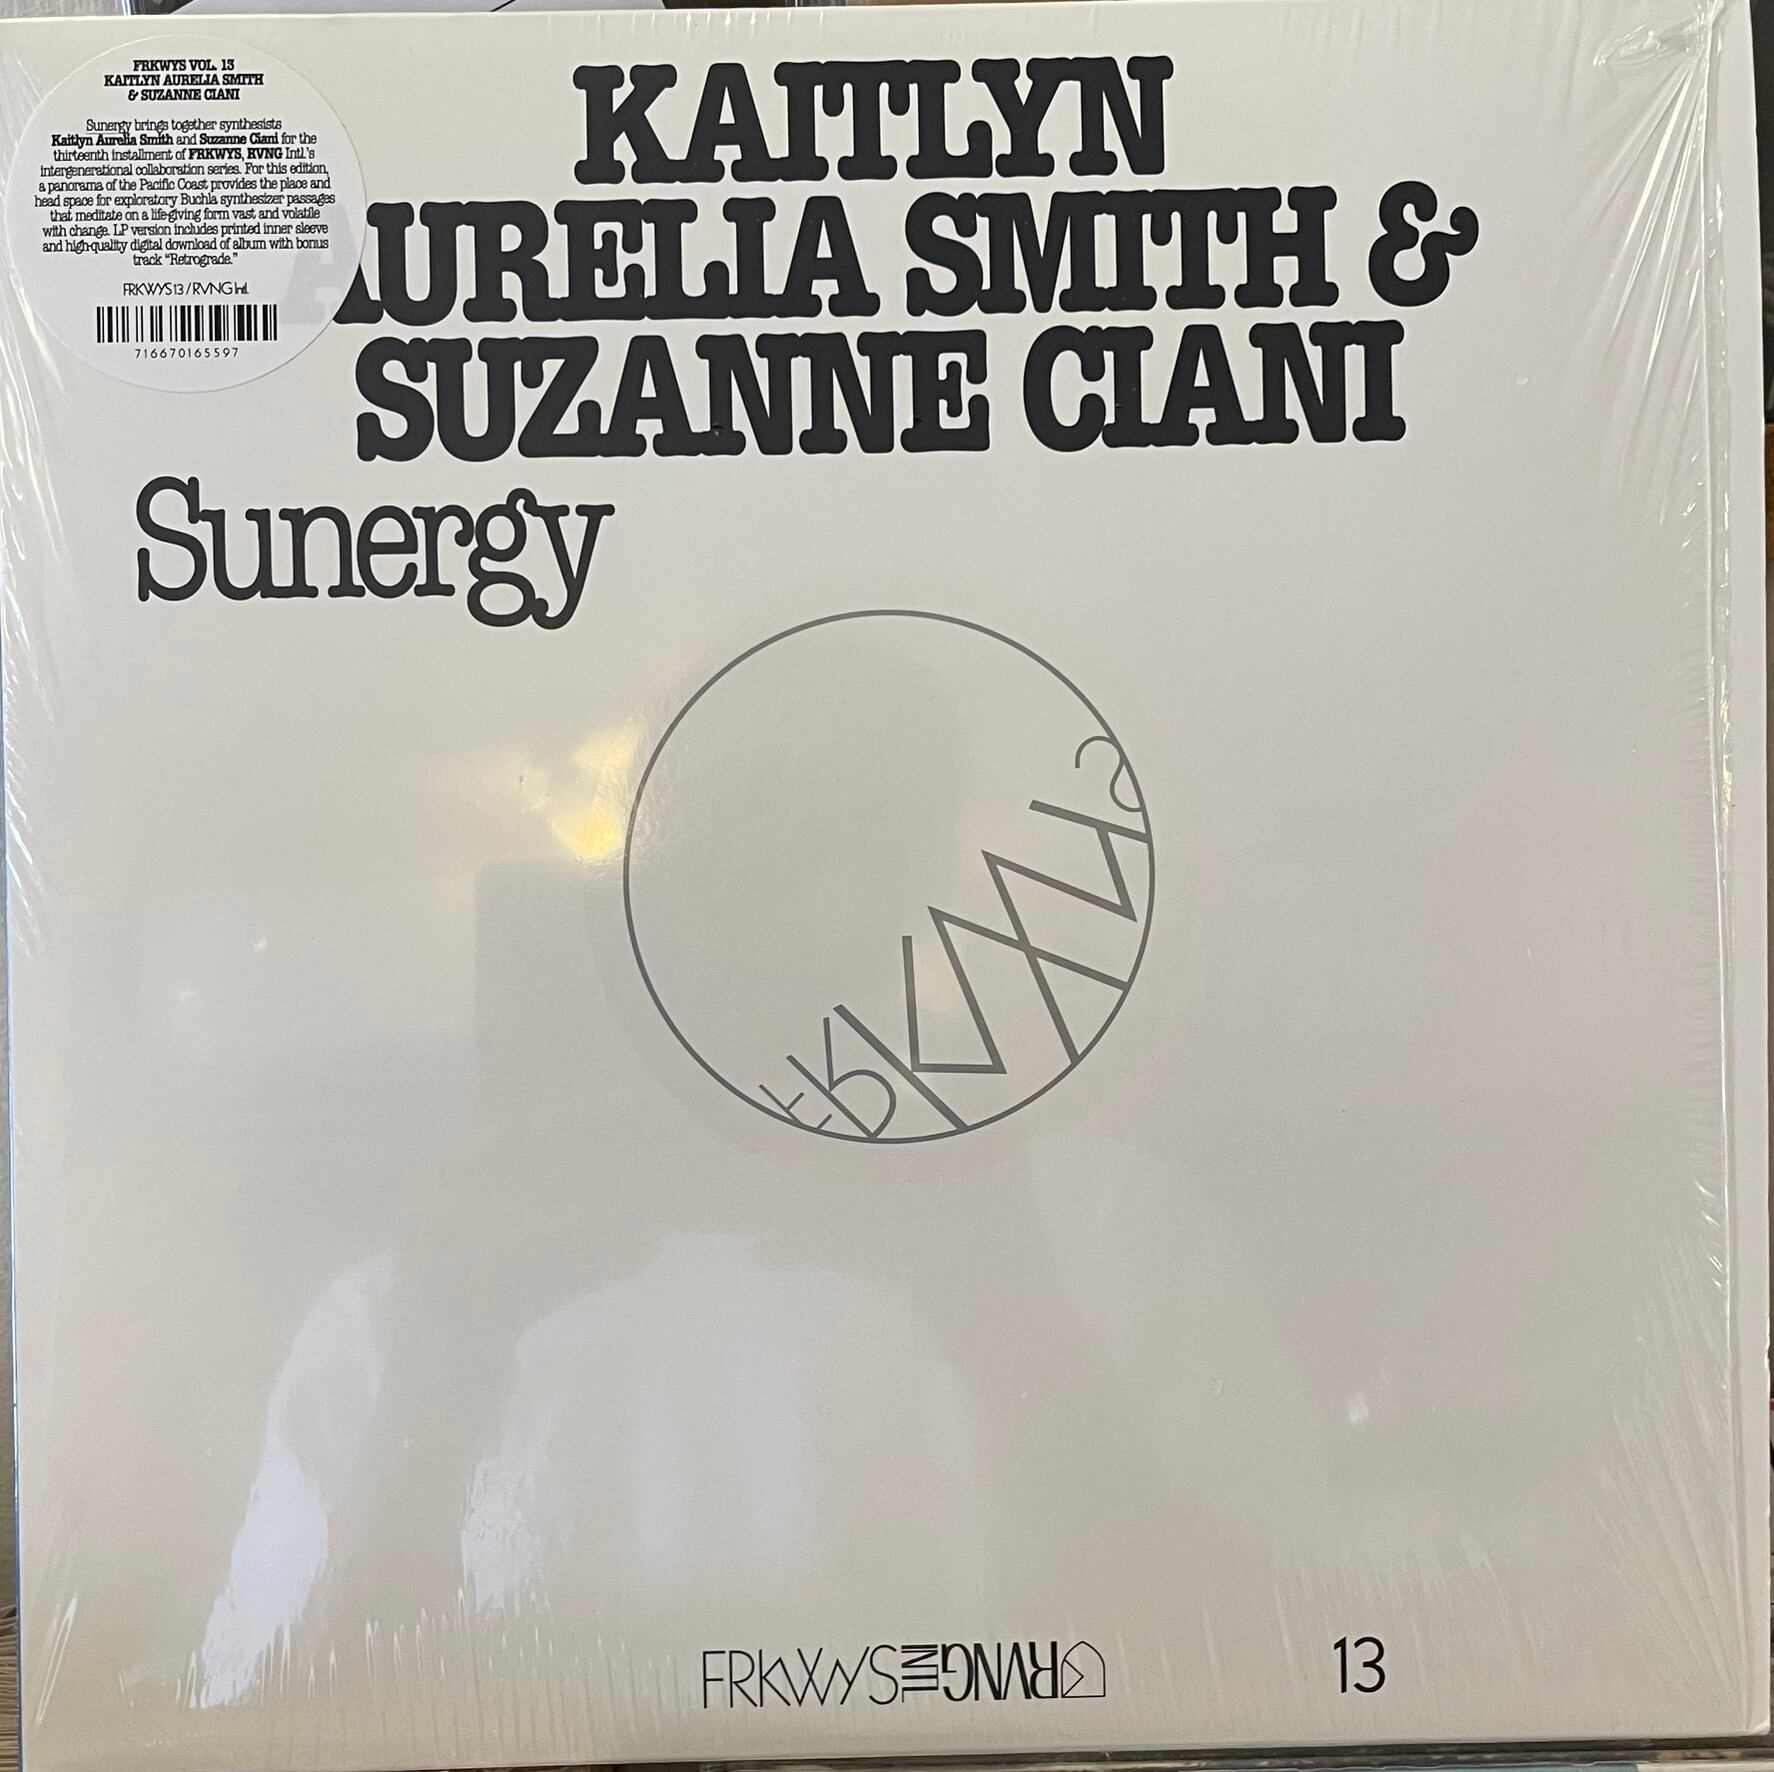 FRKWYS VOL. 13
KAITLYN AURELIA SMITH
& SUZANNE CIANI
Sunergy brings together synthesists
Kaitlyn Aurelia Smith and Suzanne Ciani for the
thirteenth installment of FRKWYS, RVNG Intl.'s
intergenerational collaboration series. For this edition,
a panorama of the Pacific Coast provides the place and
head space for exploratory Buchla synthesizer passages
that meditate on a life-giving form vast and volatile
with change. LP version includes printed inner sleeve
and high-quality digital download of album with bonus
track "Retrograde."
FRKWYS13 / RVNG Intl.
716670165597
KAITLYN
AURELIA SMITH &
SUZANNE CIANI
Sunergy
FRKWYS
FRKWYS INTL RVNG
13